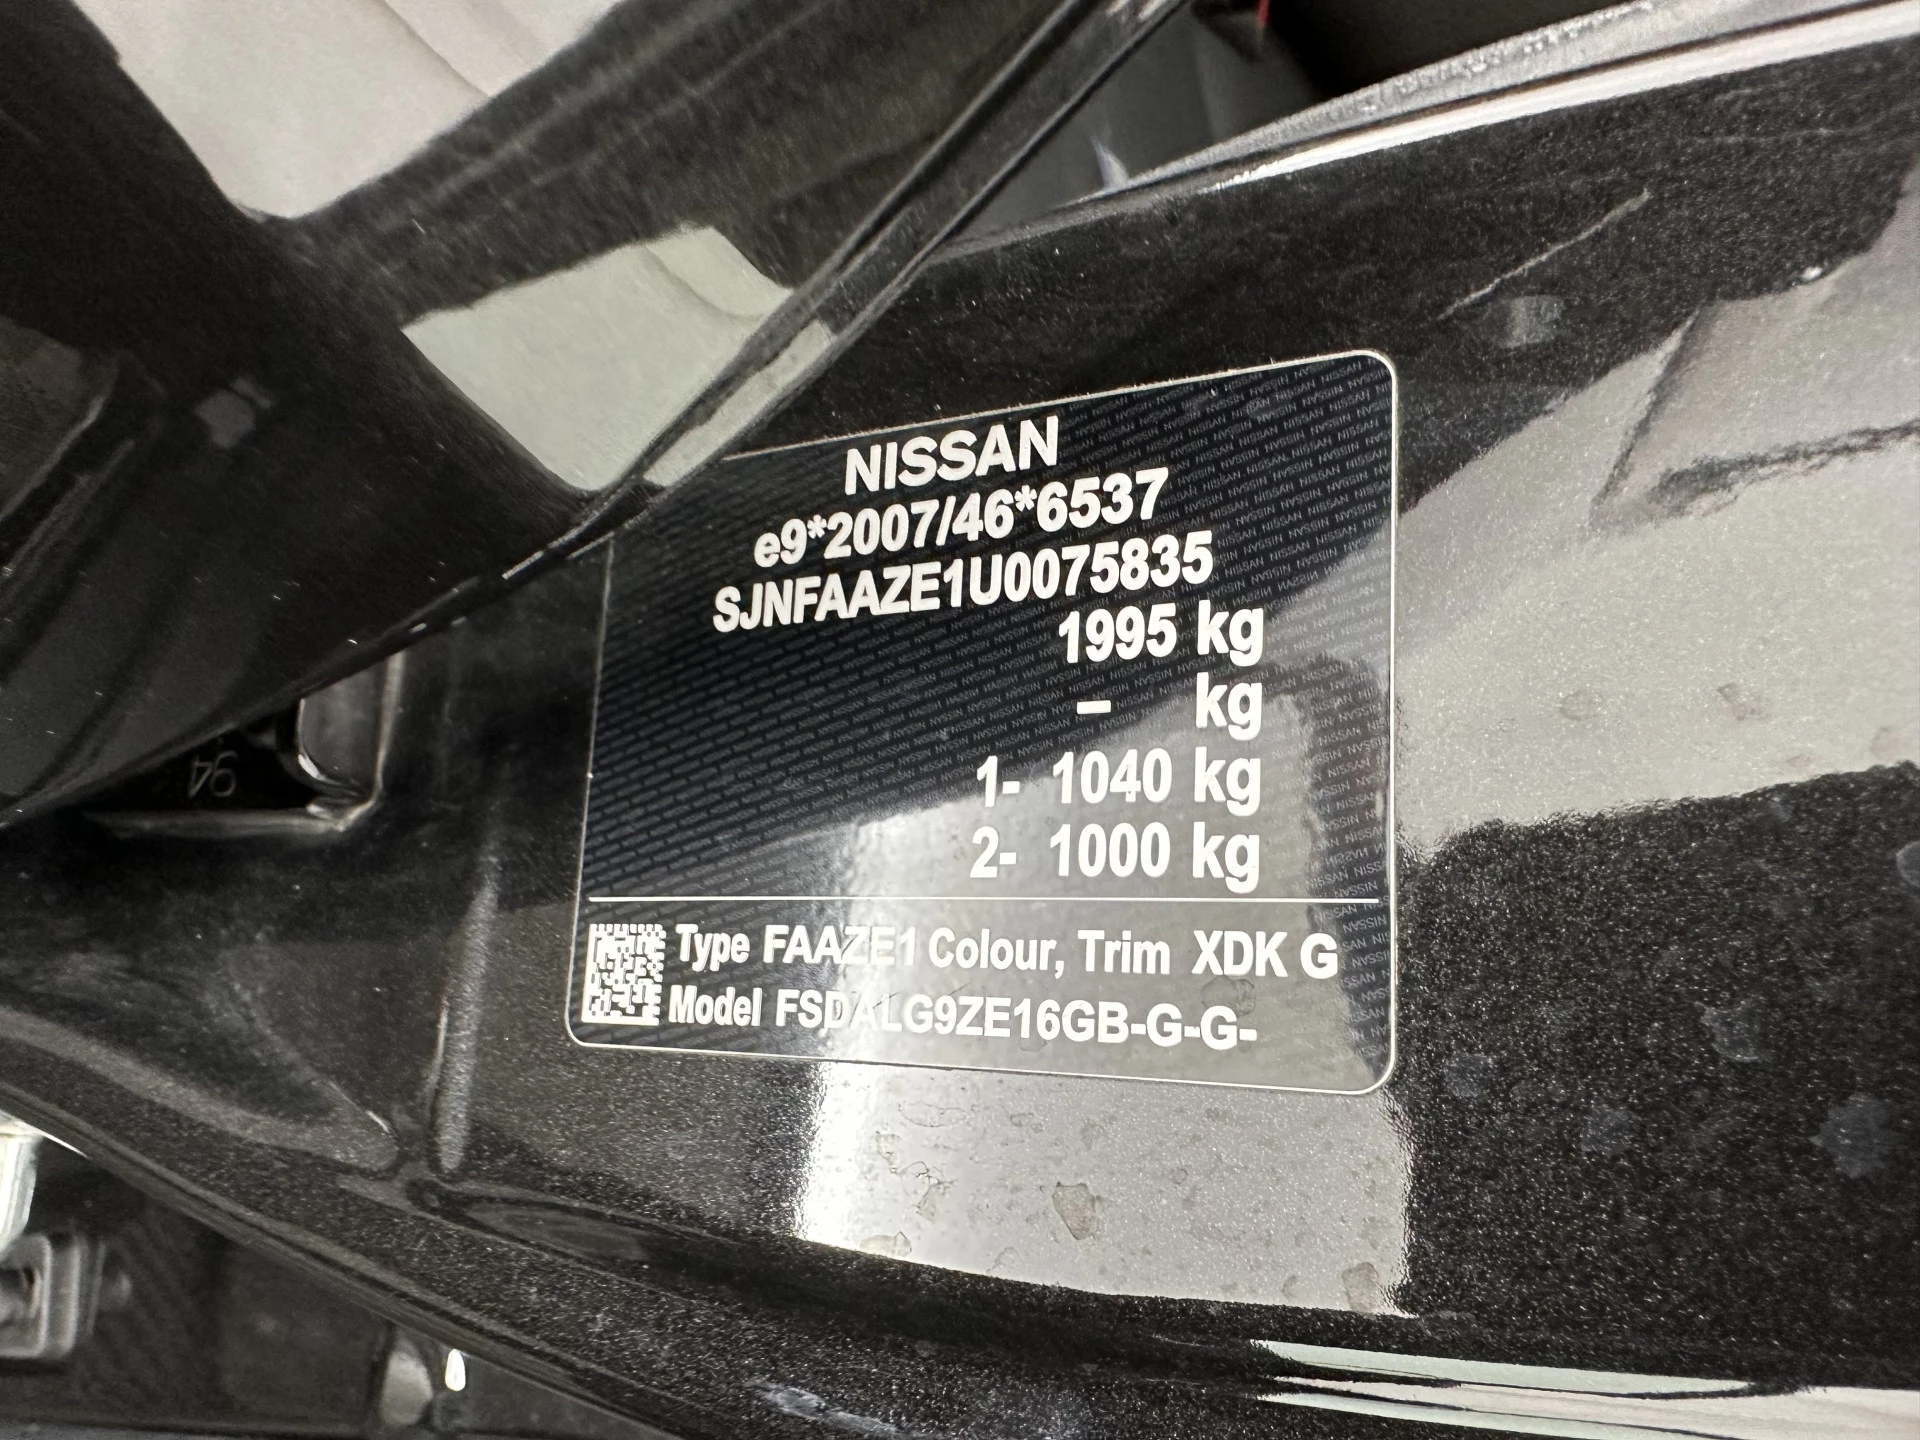 NISSAN
e9*2007/46*6537
SJNFAAZE1U0075835
1995 kg
– kg
1- 1040 kg
2- 1000 kg
Type FAAZE1 Colour, Trim XDK G
Model FSDALG9ZE16GB-G-G-
94